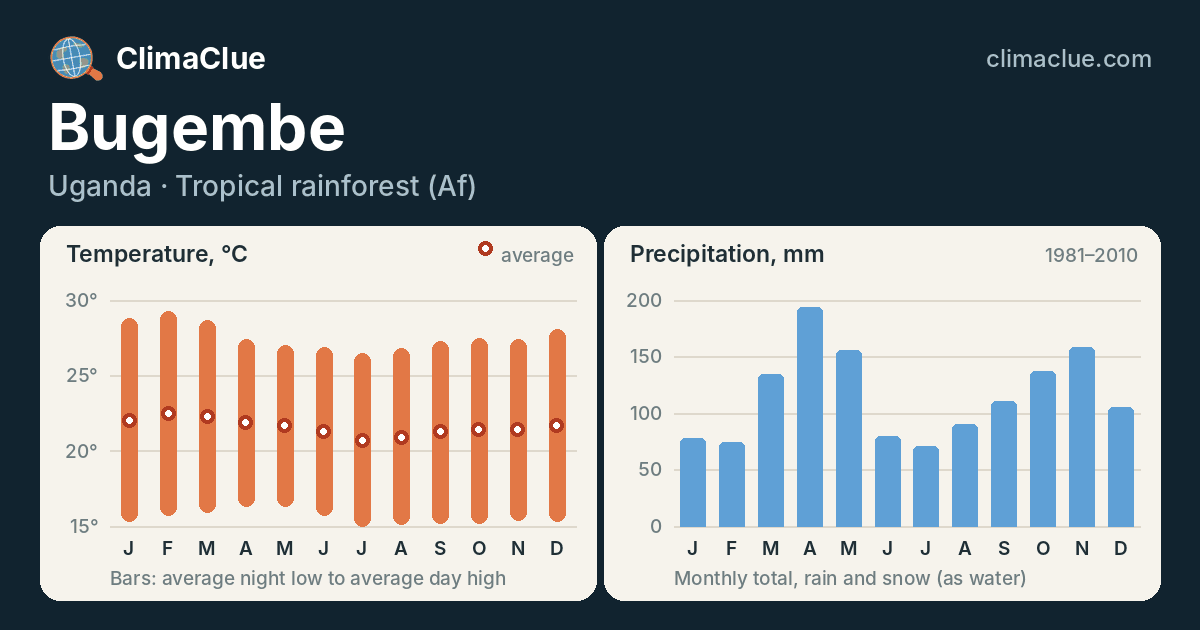 ClimaClue
climaclue.com
Bugembe
Uganda · Tropical rainforest (Af)
Temperature, °C
average
30°
25°
20°
15°
J F M A M J J A S O N D
Bars: average night low to average day high
Precipitation, mm
1981–2010
200
150
100
50
0
J F M A M J J A S O N D
Monthly total, rain and snow (as water)